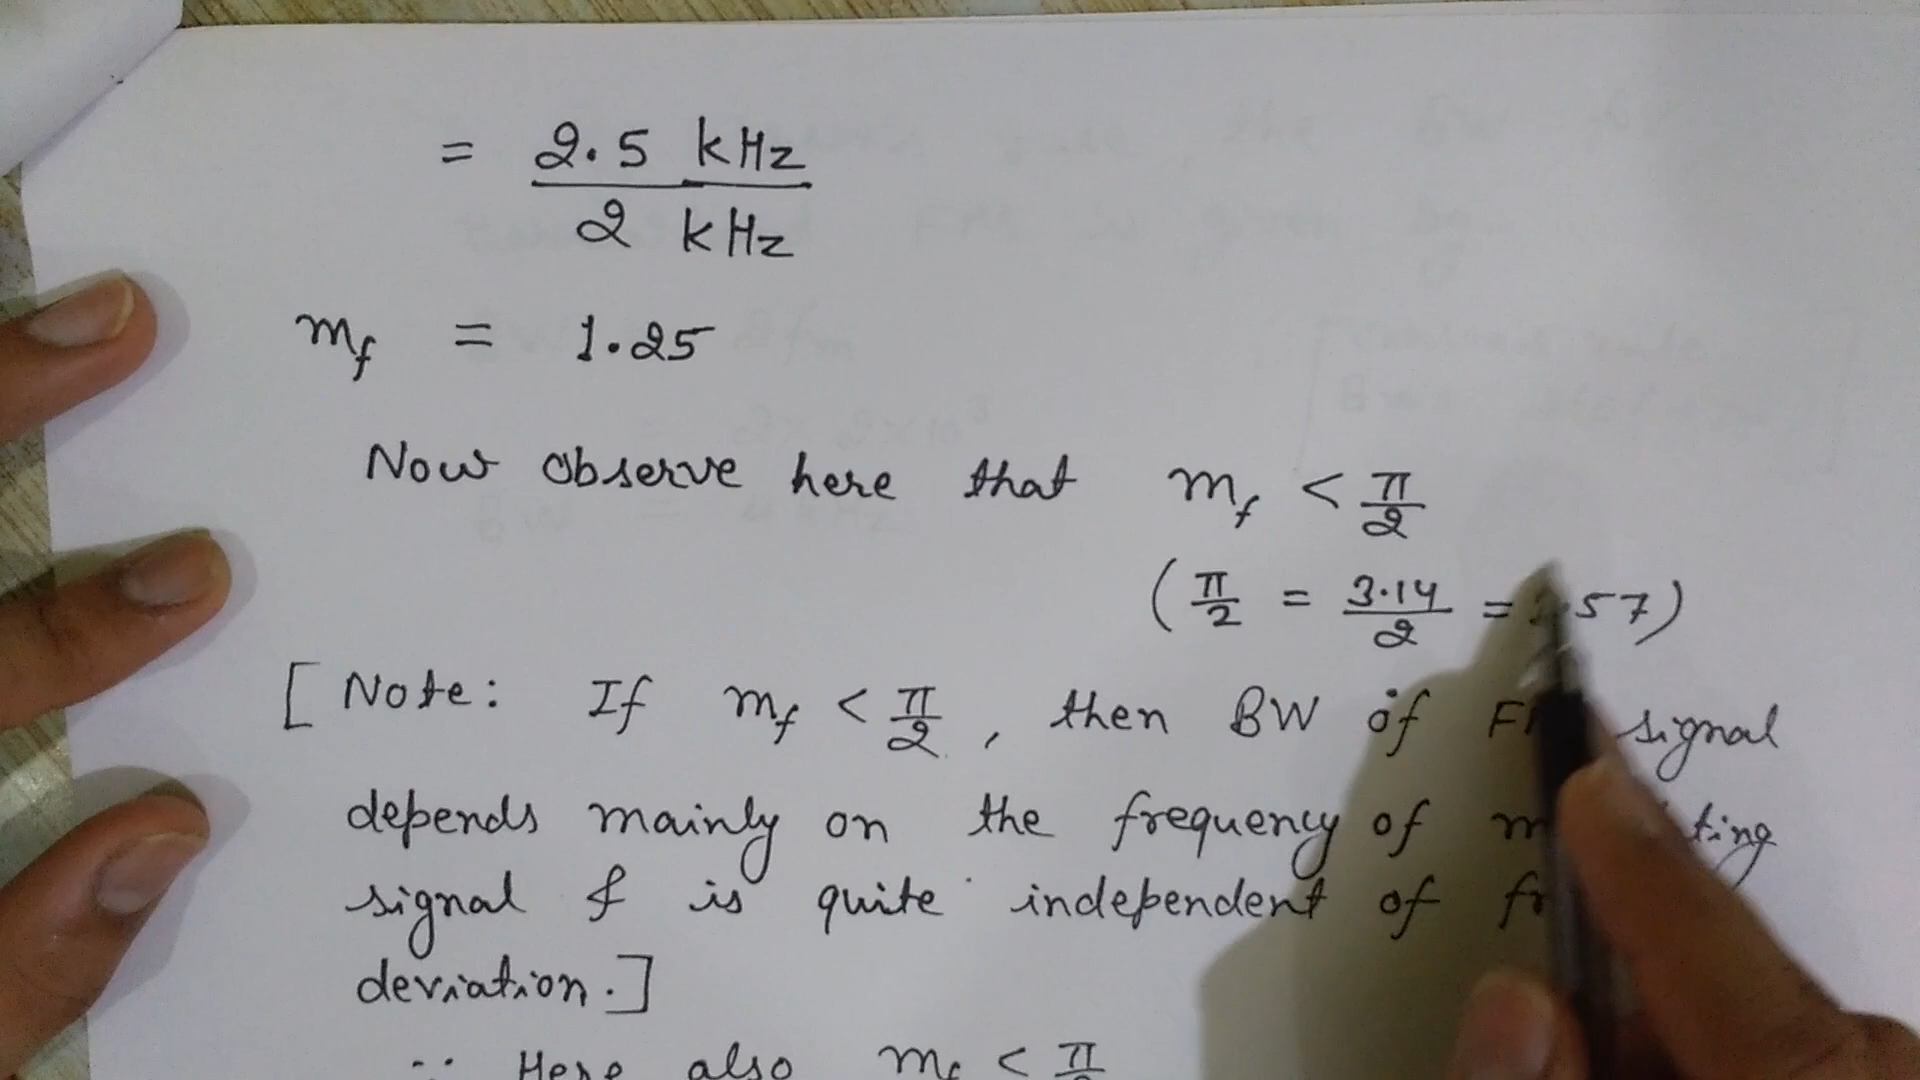 = 2.5 kHz
2 kHz
mf = 1.25
Now observe here that mf < π/2
(π/2 = 3.14/2 = .57)
[Note: If mf < π/2, then BW of signal
depends mainly on the frequency of ting
signal & is quite independent of
deviation.]
∵ Here also mf < π